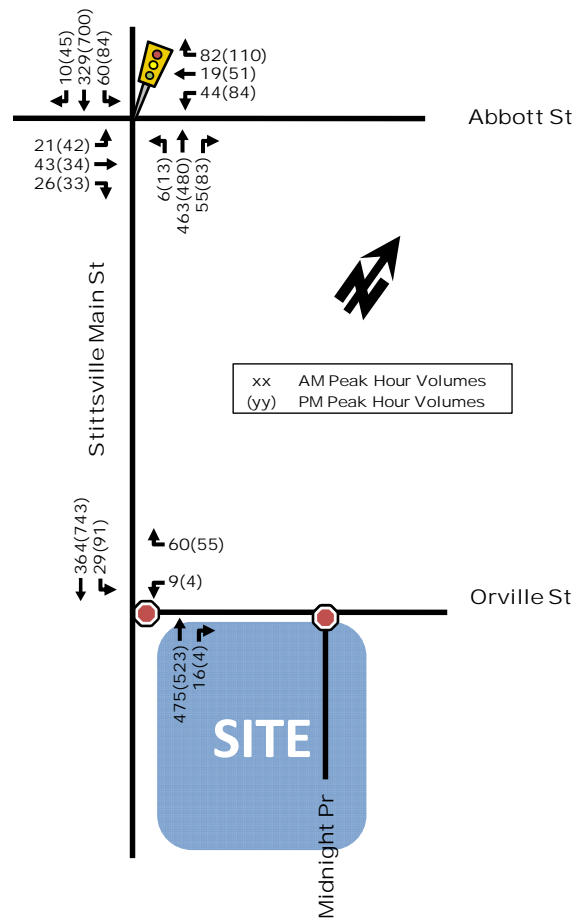 10(45)
329(700)
60(84)
82(110)
19(51)
44(84)
Abbott St
21(42)
43(34)
26(33)
6(13)
463(480)
55(83)
Stittsville Main St
xx AM Peak Hour Volumes
(yy) PM Peak Hour Volumes
364(743)
29(91)
60(55)
9(4)
Orville St
475(523)
16(4)
SITE
Midnight Pr